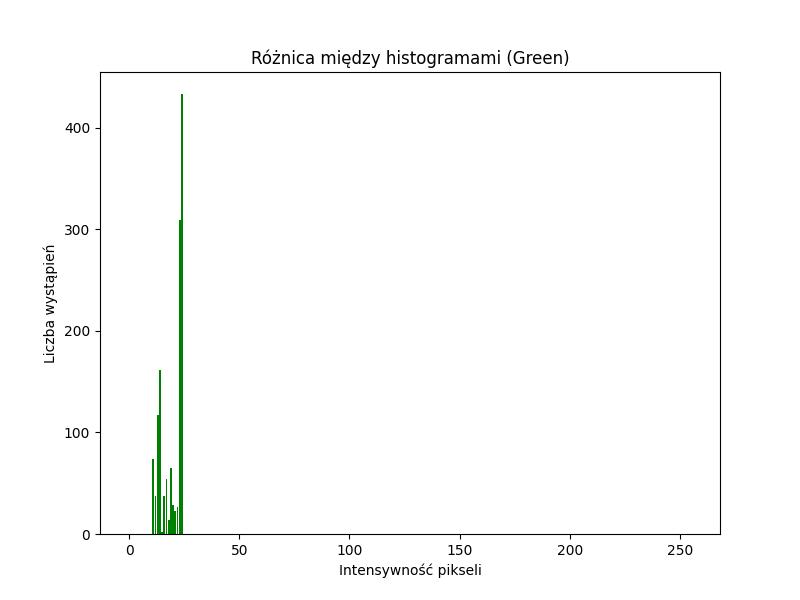 Różnica między histogramami (Green)
400
300
200
100
0
Liczba wystąpień
0 50 100 150 200 250
Intensywność pikseli